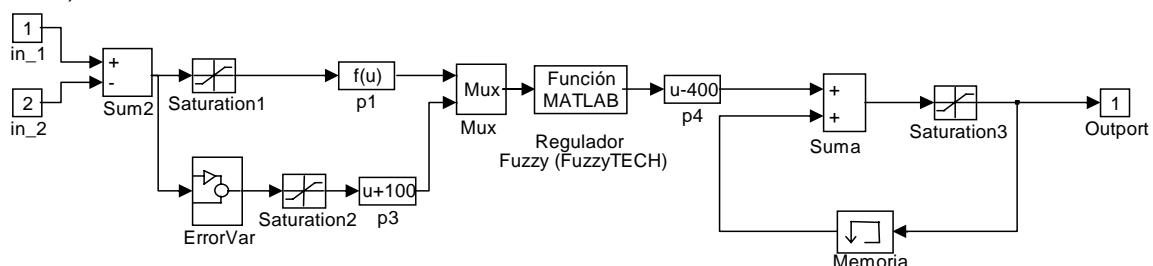 1
in_1
2
in_2
+
-
Sum2
Saturation1
f(u)
p1
ErrorVar
Saturation2
u+100
p3
Mux
Mux
Función
MATLAB
Regulador
Fuzzy (FuzzyTECH)
u-400
p4
+
+
Suma
Saturation3
1
Outport
Memoria